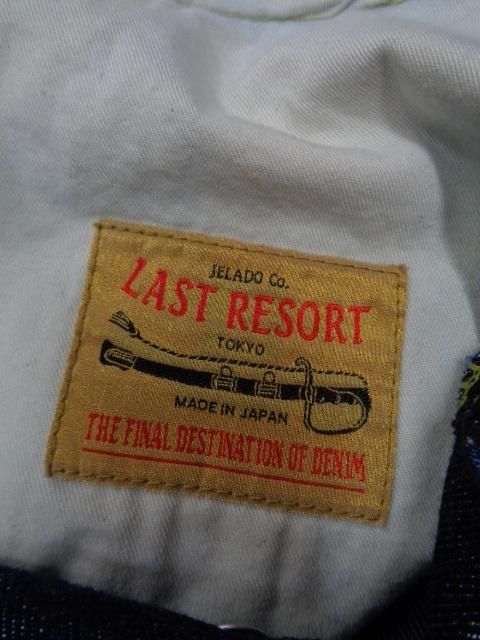 JELADO Co.
LAST RESORT
TOKYO
MADE IN JAPAN
THE FINAL DESTINATION OF DENIM